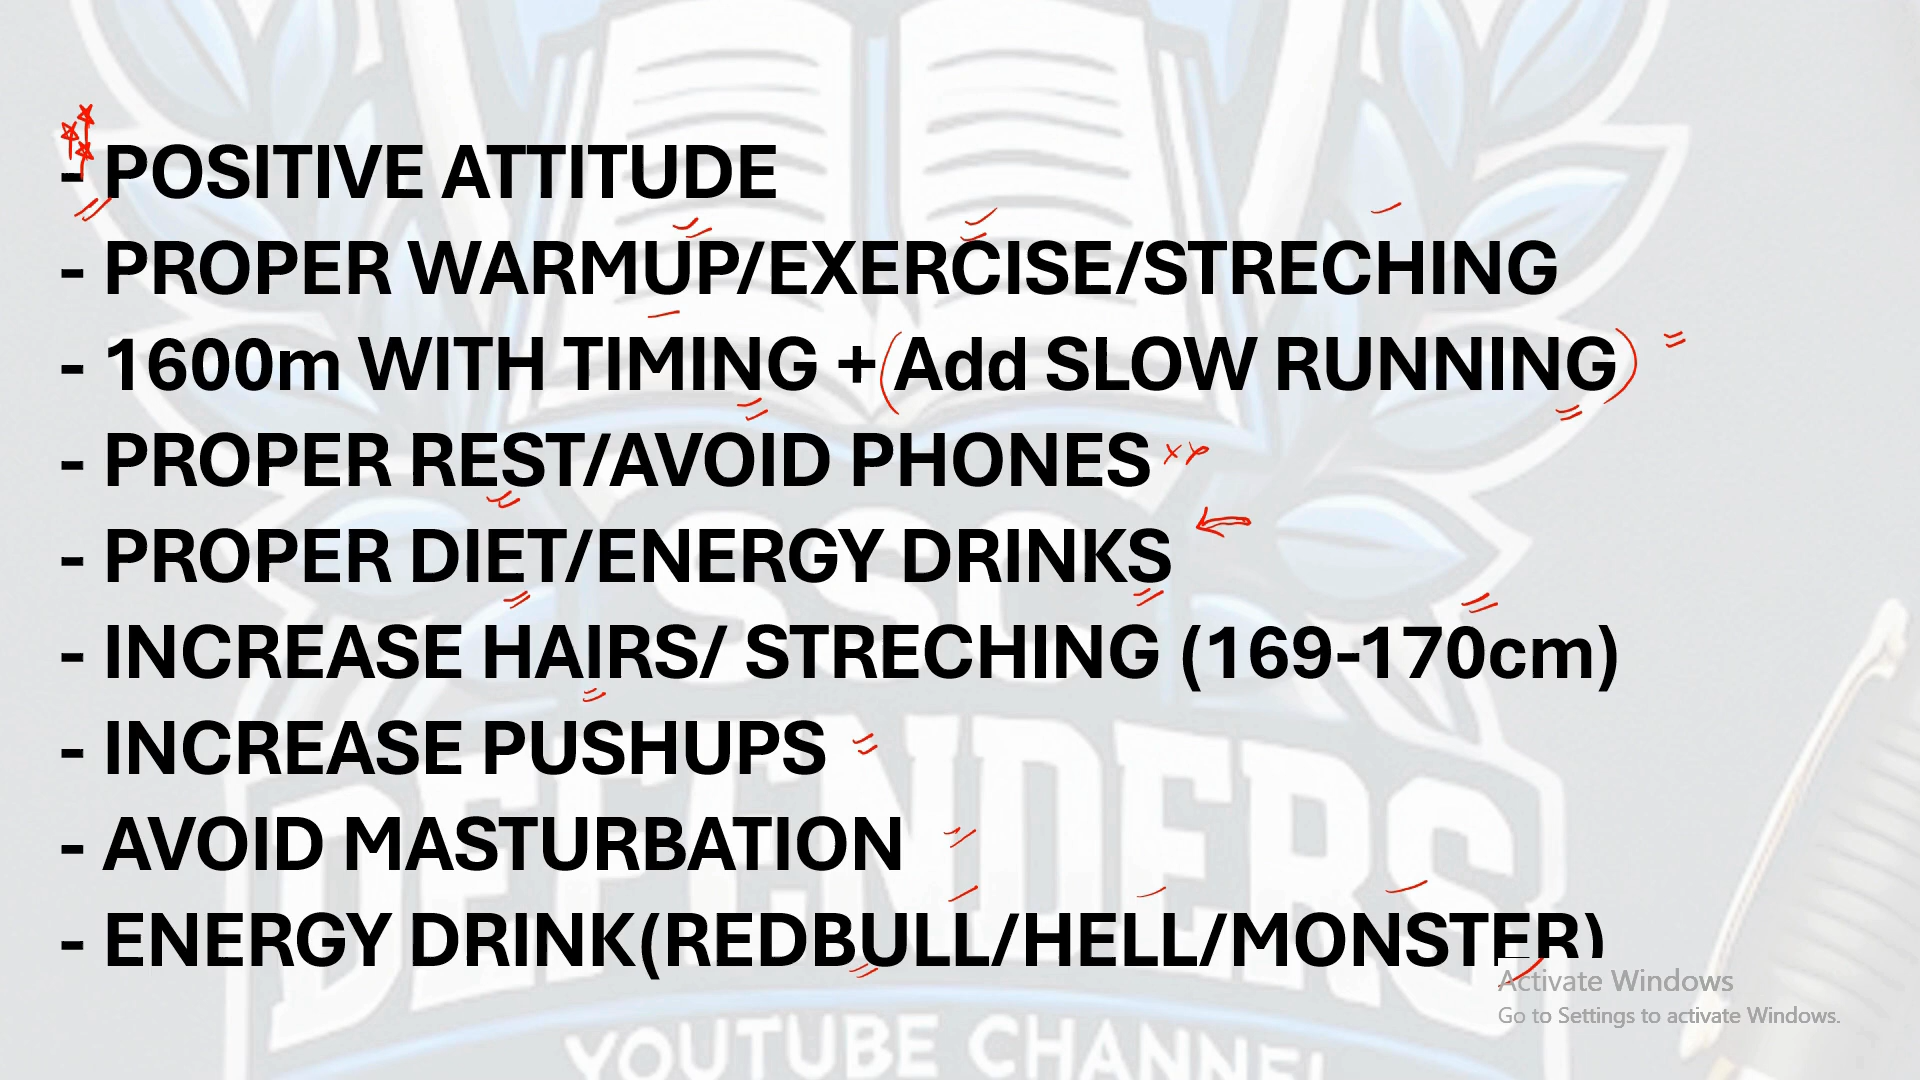 - POSITIVE ATTITUDE
- PROPER WARMUP/EXERCISE/STRECHING
- 1600m WITH TIMING + (Add SLOW RUNNING)
- PROPER REST/AVOID PHONES
- PROPER DIET/ENERGY DRINKS
- INCREASE HAIRS/ STRECHING (169-170cm)
- INCREASE PUSHUPS
- AVOID MASTURBATION
- ENERGY DRINK(REDBULL/HELL/MONSTER)
Activate Windows
Go to Settings to activate Windows.
SSC
DEFENDERS
YOUTUBE CHANNEL